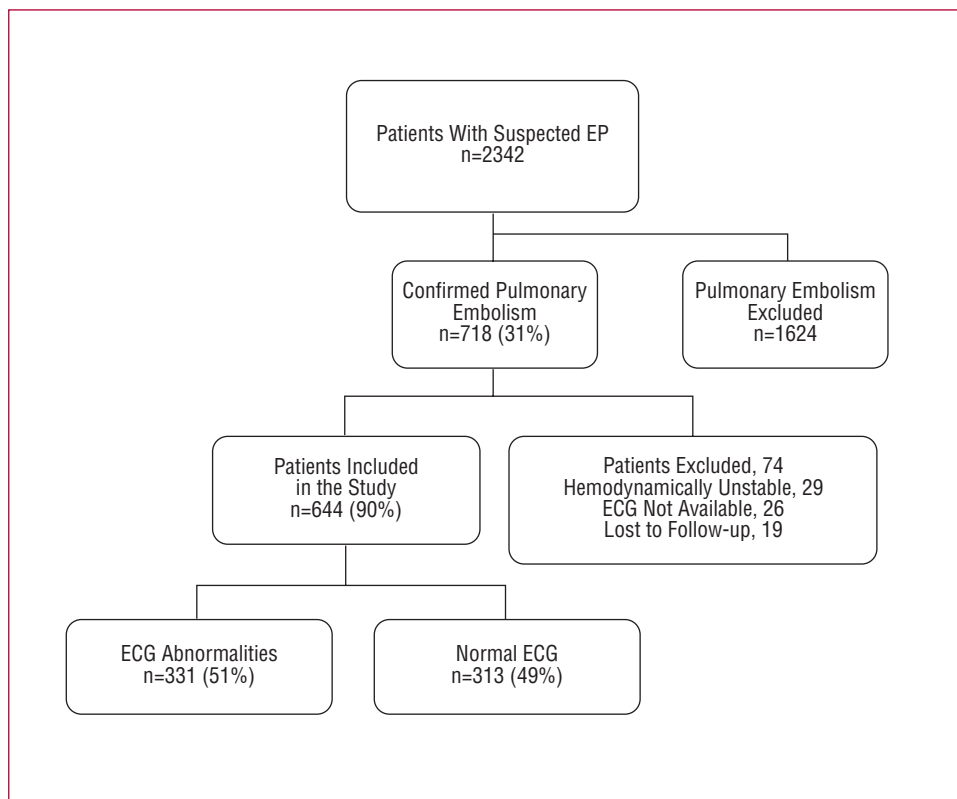 Patients With Suspected EP
n=2342
Confirmed Pulmonary
Embolism
n=718 (31%)
Pulmonary Embolism
Excluded
n=1624
Patients Included
in the Study
n=644 (90%)
Patients Excluded, 74
Hemodynamically Unstable, 29
ECG Not Available, 26
Lost to Follow-up, 19
ECG Abnormalities
n=331 (51%)
Normal ECG
n=313 (49%)